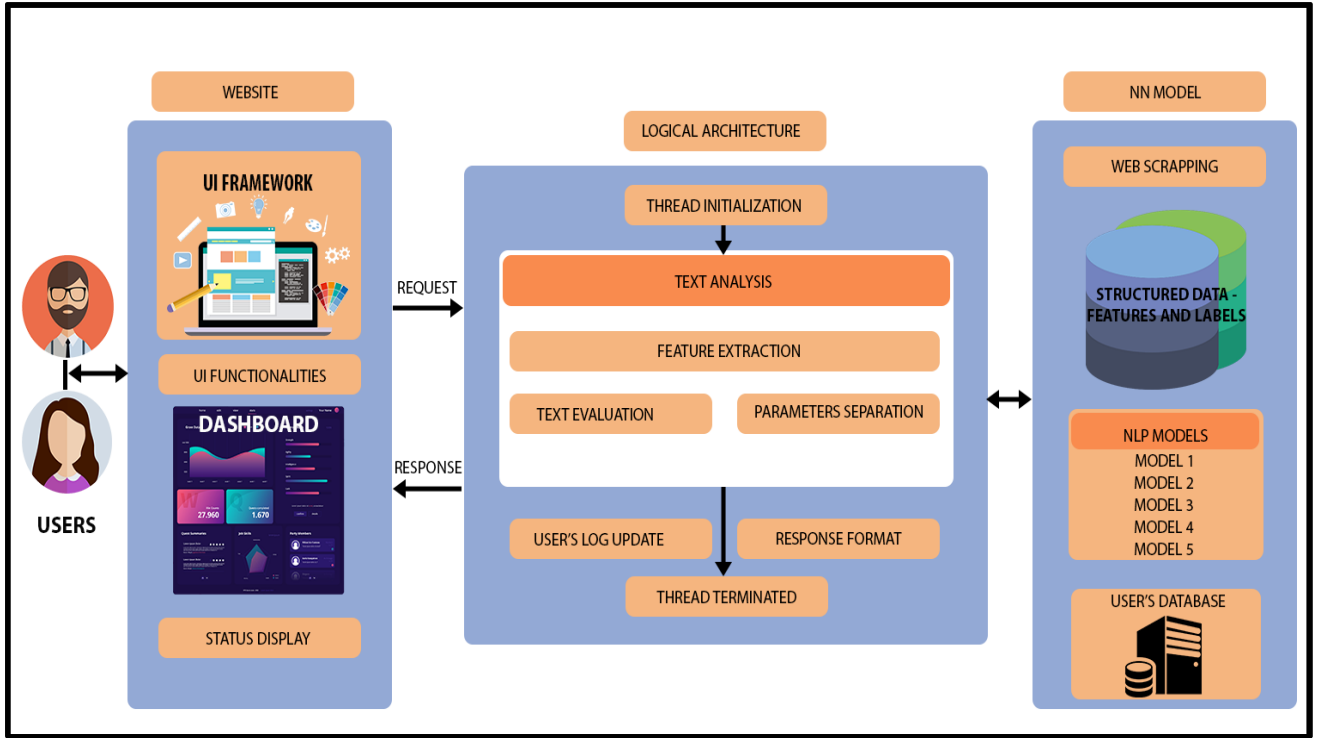 WEBSITE
UI FRAMEWORK
UI FUNCTIONALITIES
DASHBOARD
27.960
1.670
STATUS DISPLAY
USERS
REQUEST
RESPONSE
LOGICAL ARCHITECTURE
THREAD INITIALIZATION
TEXT ANALYSIS
FEATURE EXTRACTION
TEXT EVALUATION
PARAMETERS SEPARATION
USER'S LOG UPDATE
RESPONSE FORMAT
THREAD TERMINATED
NN MODEL
WEB SCRAPPING
STRUCTURED DATA -
FEATURES AND LABELS
NLP MODELS
MODEL 1
MODEL 2
MODEL 3
MODEL 4
MODEL 5
USER'S DATABASE